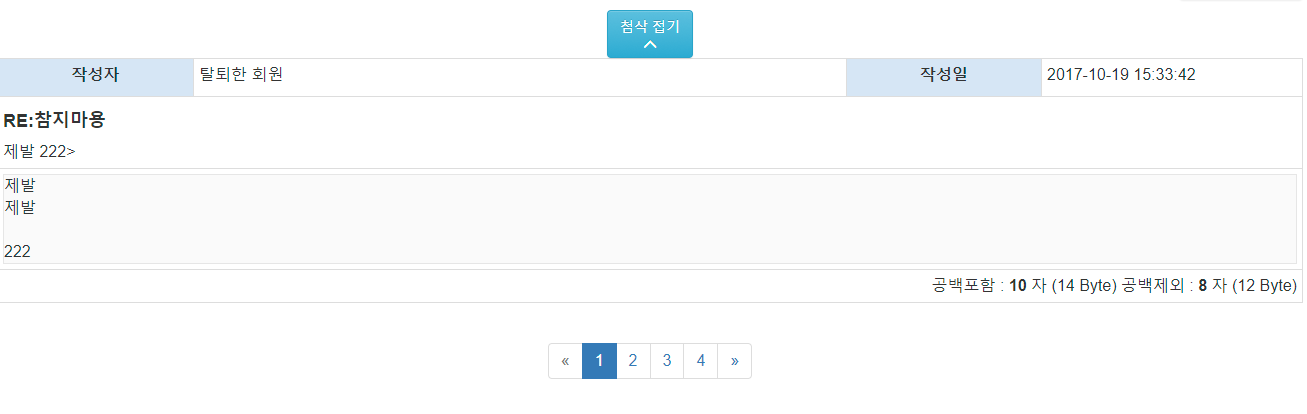 첨삭 접기
작성자 탈퇴한 회원 작성일 2017-10-19 15:33:42
RE:참지마용
제발 222>
제발
제발
222
공백포함 : 10 자 (14 Byte) 공백제외 : 8 자 (12 Byte)
« 1 2 3 4 »